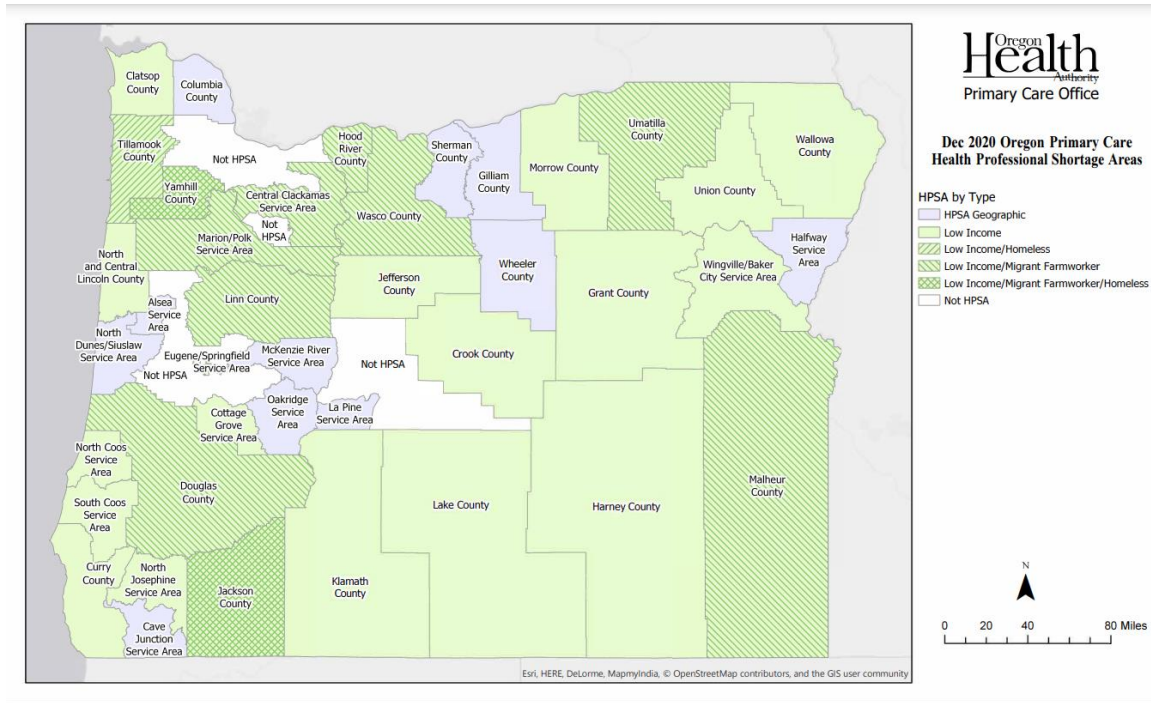 Clatsop
County
Columbia
County
Tillamook
County
Not HPSA
Hood
River
County
Sherman
County
Gilliam
County
Morrow County
Umatilla
County
Wallowa
County
Union County
Yamhill
County
Central Clackamas
Service Area
Not
HPSA
Wasco County
Marion/Polk
Service Area
North
and Central
Lincoln County
Wheeler
County
Halfway
Service
Area
Wingville/Baker
City Service Area
Jefferson
County
Grant County
Linn County
Alsea
Service
Area
North
Dunes/Siuslaw
Service Area
Eugene/Springfield
Service Area
Not HPSA
McKenzie River
Service Area
Not HPSA
Crook County
Oakridge
Service
Area
La Pine
Service Area
Cottage
Grove
Service Area
North Coos
Service
Area
Douglas
County
South Coos
Service
Area
Lake County
Harney County
Malheur
County
Curry
County
North
Josephine
Service Area
Jackson
County
Klamath
County
Cave
Junction
Service Area
Esri, HERE, DeLorme, MapmyIndia, © OpenStreetMap contributors, and the GIS user community
Oregon
Health
Authority
Primary Care Office
Dec 2020 Oregon Primary Care
Health Professional Shortage Areas
HPSA by Type
HPSA Geographic
Low Income
Low Income/Homeless
Low Income/Migrant Farmworker
Low Income/Migrant Farmworker/Homeless
Not HPSA
N
0 20 40 80 Miles